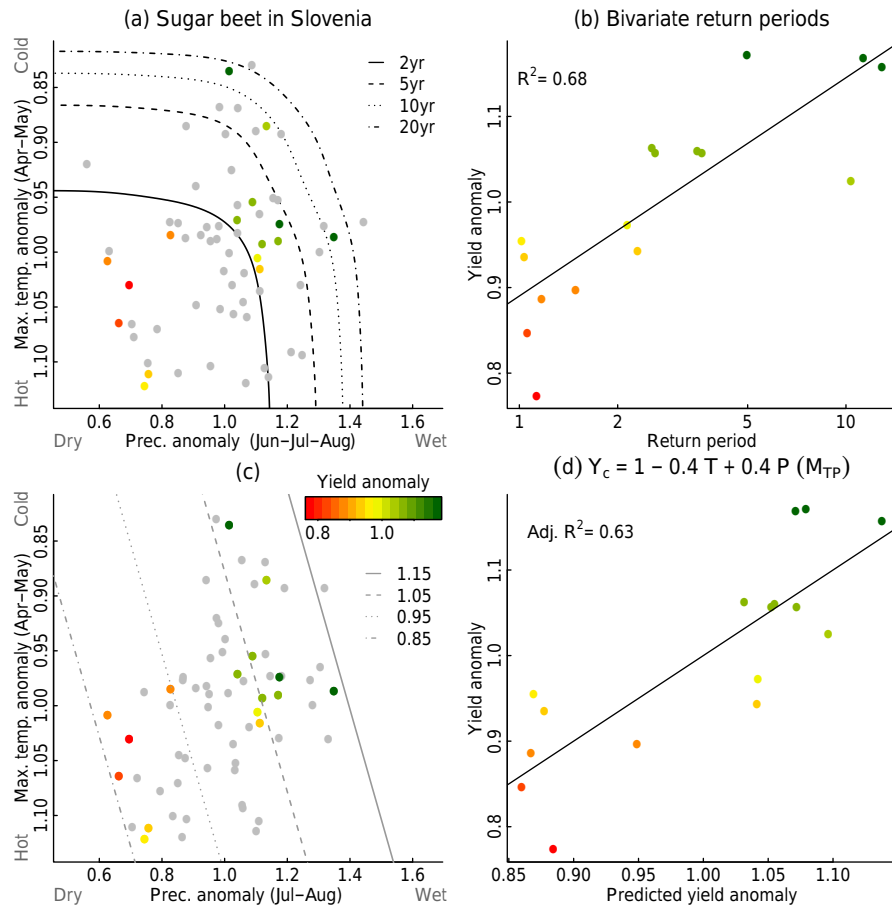 (a) Sugar beet in Slovenia
Cold
Max. temp. anomaly (Apr−May)
Hot
0.85
0.90
0.95
1.00
1.05
1.10
2yr
5yr
10yr
20yr
0.6 0.8 1.0 1.2 1.4 1.6
Dry Prec. anomaly (Jun−Jul−Aug) Wet
(b) Bivariate return periods
R²= 0.68
Yield anomaly
1.1
1.0
0.9
0.8
1 2 5 10
Return period
(c)
Cold
Max. temp. anomaly (Apr−May)
Hot
0.85
0.90
0.95
1.00
1.05
1.10
Yield anomaly
0.8 1.0
1.15
1.05
0.95
0.85
0.6 0.8 1.0 1.2 1.4 1.6
Dry Prec. anomaly (Jul−Aug) Wet
(d) Y_c = 1 − 0.4 T + 0.4 P (M_TP)
Adj. R²= 0.63
Yield anomaly
1.1
1.0
0.9
0.8
0.85 0.90 0.95 1.00 1.05 1.10
Predicted yield anomaly